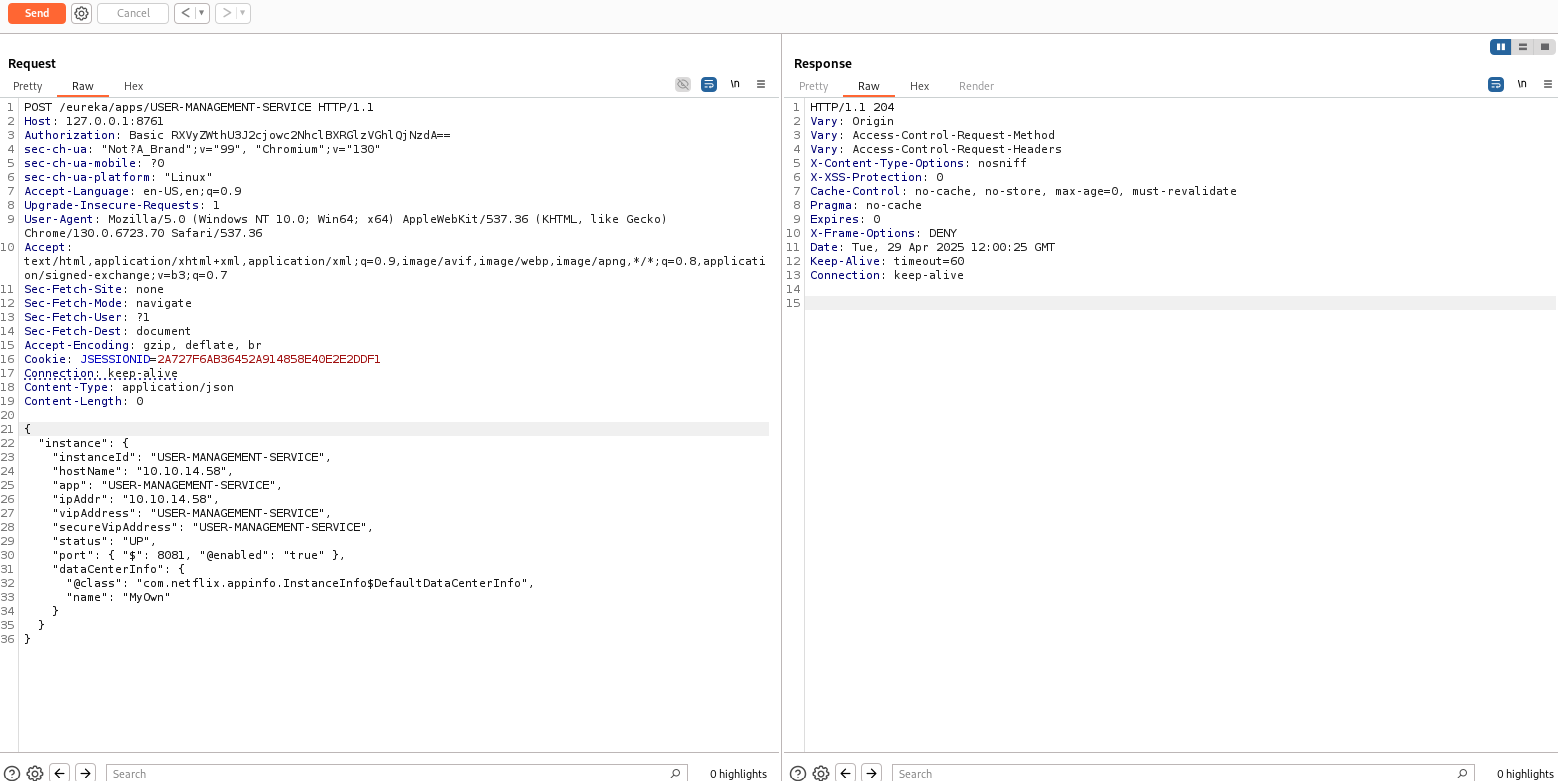 Send Cancel < >
Request
Pretty Raw Hex \n
1 POST /eureka/apps/USER-MANAGEMENT-SERVICE HTTP/1.1
2 Host: 127.0.0.1:8761
3 Authorization: Basic RXVyZWthU3J2cjowc2NhclBXRGlzVGhlQjNzdA==
4 sec-ch-ua: "Not?A_Brand";v="99", "Chromium";v="130"
5 sec-ch-ua-mobile: ?0
6 sec-ch-ua-platform: "Linux"
7 Accept-Language: en-US,en;q=0.9
8 Upgrade-Insecure-Requests: 1
9 User-Agent: Mozilla/5.0 (Windows NT 10.0; Win64; x64) AppleWebKit/537.36 (KHTML, like Gecko)
Chrome/130.0.6723.70 Safari/537.36
10 Accept:
text/html,application/xhtml+xml,application/xml;q=0.9,image/avif,image/webp,image/apng,*/*;q=0.8,applicati
on/signed-exchange;v=b3;q=0.7
11 Sec-Fetch-Site: none
12 Sec-Fetch-Mode: navigate
13 Sec-Fetch-User: ?1
14 Sec-Fetch-Dest: document
15 Accept-Encoding: gzip, deflate, br
16 Cookie: JSESSIONID=2A727F6AB36452A914858E40E2E2DDF1
17 Connection: keep-alive
18 Content-Type: application/json
19 Content-Length: 0
20
21 {
22 "instance": {
23 "instanceId": "USER-MANAGEMENT-SERVICE",
24 "hostName": "10.10.14.58",
25 "app": "USER-MANAGEMENT-SERVICE",
26 "ipAddr": "10.10.14.58",
27 "vipAddress": "USER-MANAGEMENT-SERVICE",
28 "secureVipAddress": "USER-MANAGEMENT-SERVICE",
29 "status": "UP",
30 "port": { "$": 8081, "@enabled": "true" },
31 "dataCenterInfo": {
32 "@class": "com.netflix.appinfo.InstanceInfo$DefaultDataCenterInfo",
33 "name": "MyOwn"
34 }
35 }
36 }
Search 0 highlights
Response
Pretty Raw Hex Render \n
1 HTTP/1.1 204
2 Vary: Origin
3 Vary: Access-Control-Request-Method
4 Vary: Access-Control-Request-Headers
5 X-Content-Type-Options: nosniff
6 X-XSS-Protection: 0
7 Cache-Control: no-cache, no-store, max-age=0, must-revalidate
8 Pragma: no-cache
9 Expires: 0
10 X-Frame-Options: DENY
11 Date: Tue, 29 Apr 2025 12:00:25 GMT
12 Keep-Alive: timeout=60
13 Connection: keep-alive
14
15
Search 0 highlights